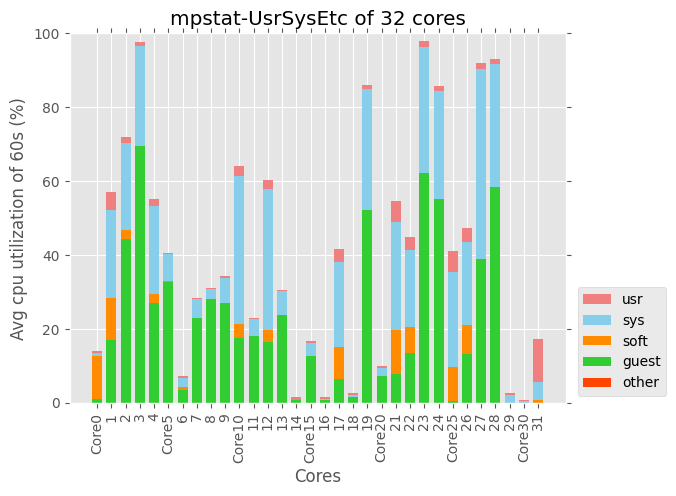 mpstat-UsrSysEtc of 32 cores
Avg cpu utilization of 60s (%)
100
80
60
40
20
0
Core0
1
2
3
4
Core5
6
7
8
9
Core10
11
12
13
14
Core15
16
17
18
19
Core20
21
22
23
24
Core25
26
27
28
29
Core30
31
Cores
usr
sys
soft
guest
other